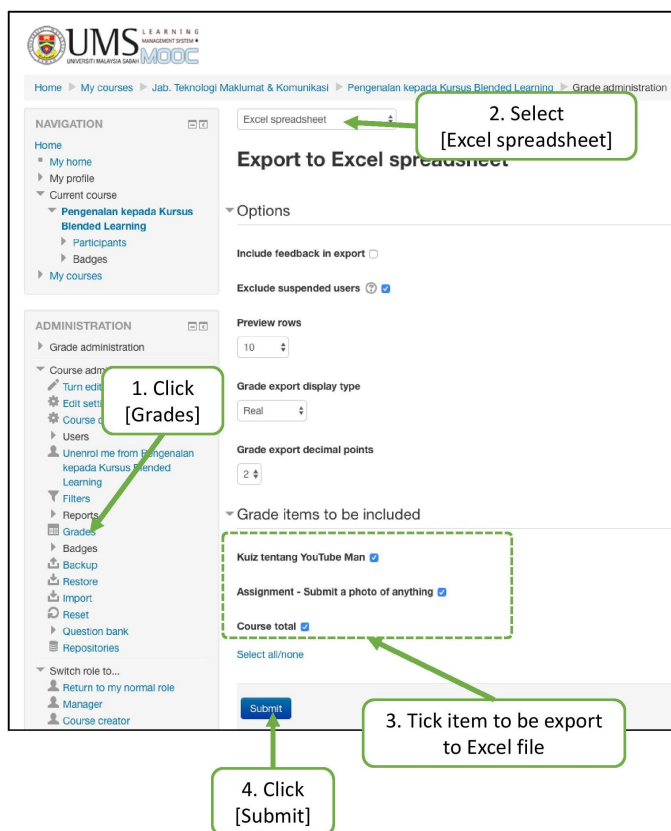 UMS LEARNING
MANAGEMENT SYSTEM
UNIVERSITI MALAYSIA SABAH MOOC
Home My courses Jab. Teknologi Maklumat & Komunikasi Pengenalan kepada Kursus Blended Learning Grade administration
NAVIGATION
Home
My home
My profile
Current course
Pengenalan kepada Kursus
Blended Learning
Participants
Badges
My courses
ADMINISTRATION
Grade administration
Course adm
Turn edit
Edit setti
Course c
Users
Unenrol me from Pengenalan
kepada Kursus Blended
Learning
Filters
Reports
Grades
Badges
Backup
Restore
Import
Reset
Question bank
Repositories
Switch role to...
Return to my normal role
Manager
Course creator
1. Click
[Grades]
Excel spreadsheet
2. Select
[Excel spreadsheet]
Export to Excel spreadsheet
Options
Include feedback in export
Exclude suspended users ?
Preview rows
10
Grade export display type
Real
Grade export decimal points
2
Grade items to be included
Kuiz tentang YouTube Man
Assignment - Submit a photo of anything
Course total
Select all/none
Submit
3. Tick item to be export
to Excel file
4. Click
[Submit]